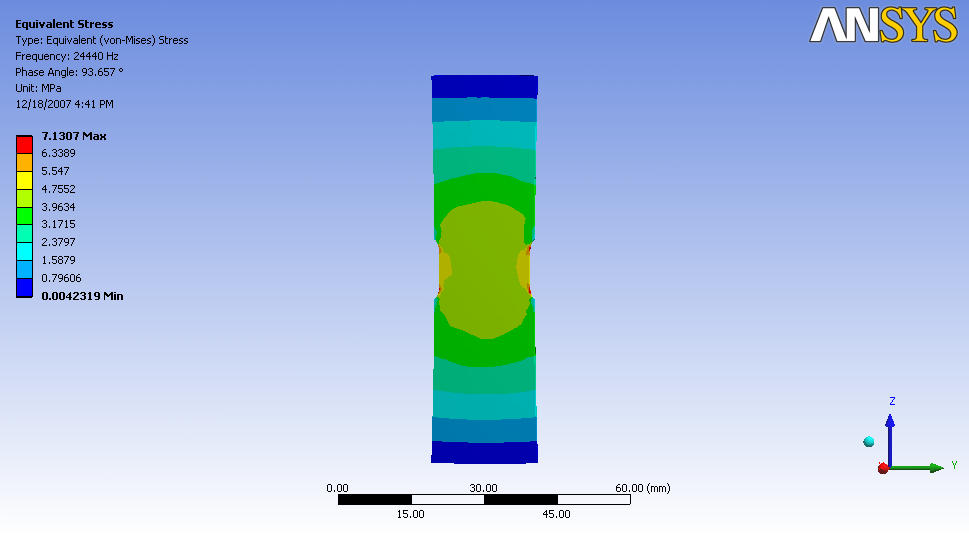 Equivalent Stress
Type: Equivalent (von-Mises) Stress
Frequency: 24440 Hz
Phase Angle: 93.657 °
Unit: MPa
12/18/2007 4:41 PM
ANSYS
7.1307 Max
6.3389
5.547
4.7552
3.9634
3.1715
2.3797
1.5879
0.79606
0.0042319 Min
Z
Y
0.00 30.00 60.00 (mm)
15.00 45.00